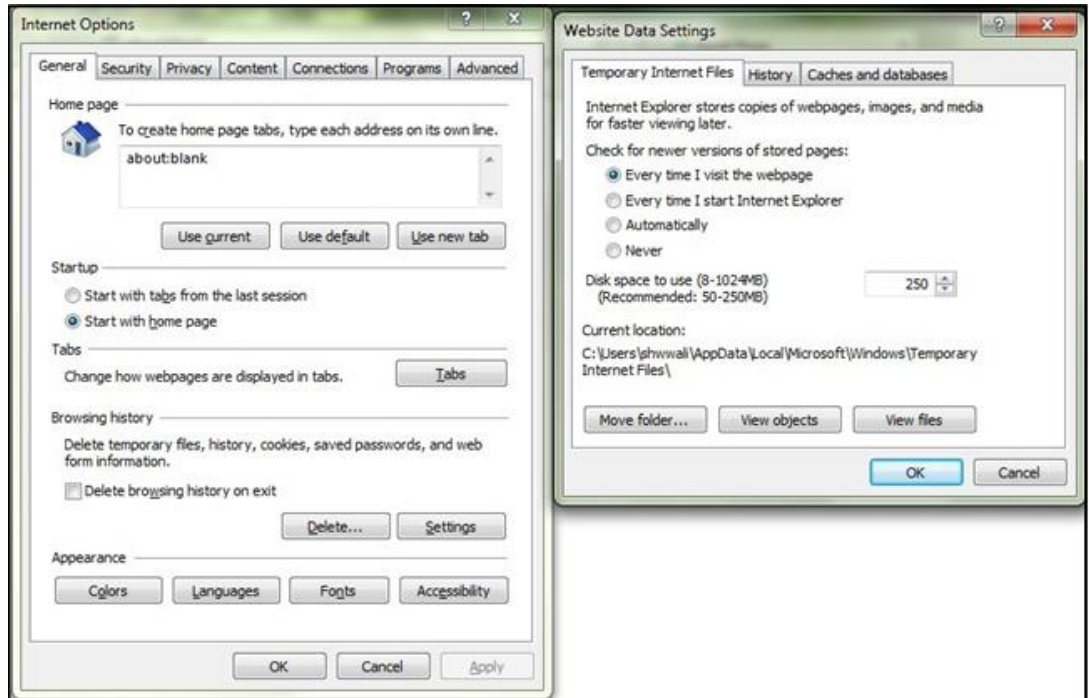 Internet Options
General Security Privacy Content Connections Programs Advanced
Home page
To create home page tabs, type each address on its own line.
about:blank
Use current Use default Use new tab
Startup
Start with tabs from the last session
Start with home page
Tabs
Change how webpages are displayed in tabs. Tabs
Browsing history
Delete temporary files, history, cookies, saved passwords, and web
form information.
Delete browsing history on exit
Delete... Settings
Appearance
Colors Languages Fonts Accessibility
OK Cancel Apply
Website Data Settings
Temporary Internet Files History Caches and databases
Internet Explorer stores copies of webpages, images, and media
for faster viewing later.
Check for newer versions of stored pages:
Every time I visit the webpage
Every time I start Internet Explorer
Automatically
Never
Disk space to use (8-1024MB) 250
(Recommended: 50-250MB)
Current location:
C:\Users\shwwali\AppData\Local\Microsoft\Windows\Temporary
Internet Files\
Move folder... View objects View files
OK Cancel